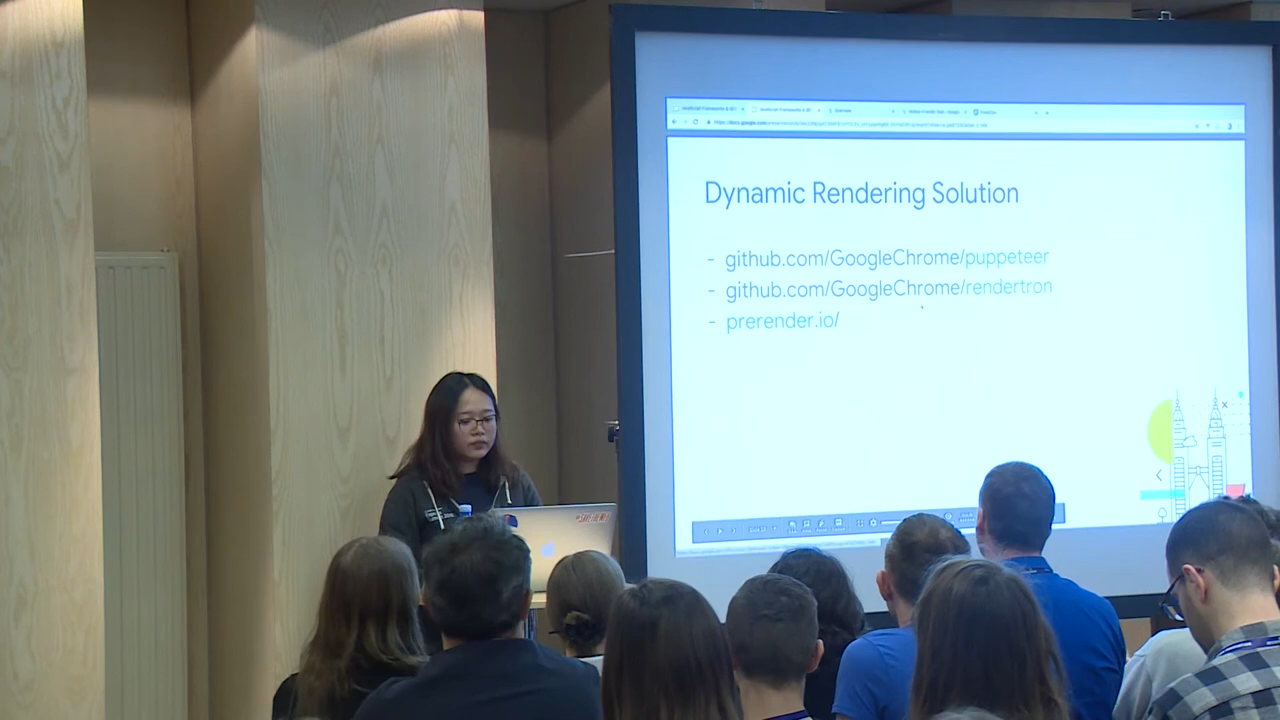 Dynamic Rendering Solution
- github.com/GoogleChrome/puppeteer
- github.com/GoogleChrome/rendertron
- prerender.io/